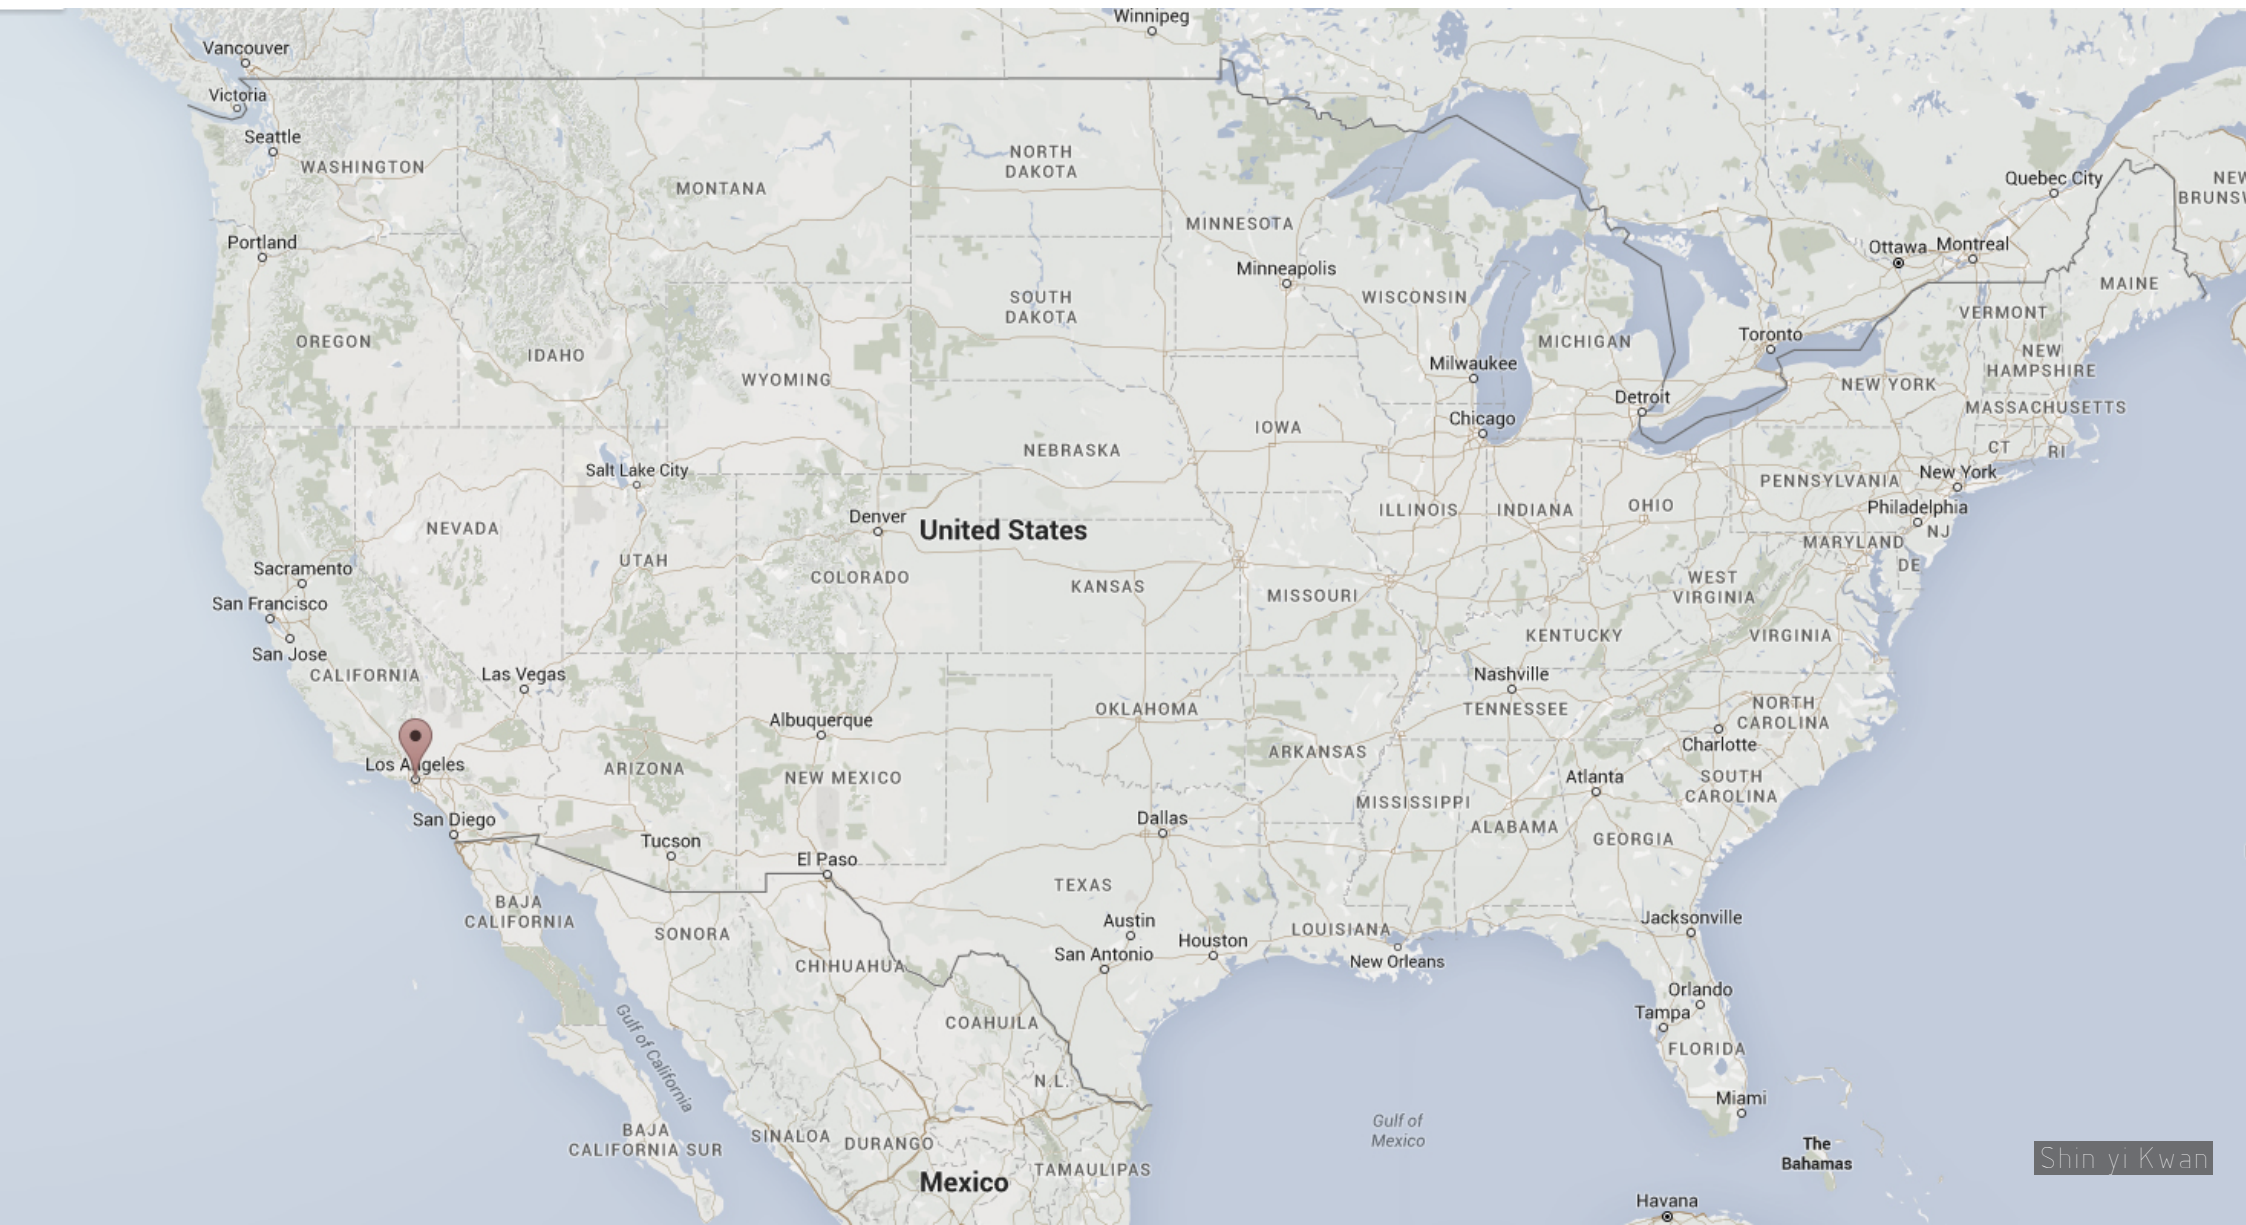 Winnipeg
Vancouver
Victoria
Seattle
WASHINGTON
NORTH
DAKOTA
MONTANA
Quebec City
NEW
BRUNSW
MINNESOTA
Portland
Ottawa
Montreal
Minneapolis
MAINE
WISCONSIN
SOUTH
DAKOTA
VERMONT
Toronto
OREGON
MICHIGAN
IDAHO
NEW
HAMPSHIRE
Milwaukee
WYOMING
NEW YORK
Detroit
MASSACHUSETTS
Chicago
IOWA
NEBRASKA
CT
RI
Salt Lake City
New York
PENNSYLVANIA
OHIO
ILLINOIS
INDIANA
Philadelphia
Denver
United States
NEVADA
NJ
MARYLAND
UTAH
DE
Sacramento
COLORADO
KANSAS
WEST
VIRGINIA
MISSOURI
San Francisco
KENTUCKY
VIRGINIA
San Jose
CALIFORNIA
Las Vegas
Nashville
TENNESSEE
NORTH
CAROLINA
OKLAHOMA
Albuquerque
Charlotte
ARKANSAS
Los Angeles
ARIZONA
NEW MEXICO
Atlanta
SOUTH
CAROLINA
MISSISSIPPI
San Diego
Dallas
ALABAMA
GEORGIA
Tucson
El Paso
TEXAS
BAJA
CALIFORNIA
Jacksonville
Austin
LOUISIANA
SONORA
Houston
San Antonio
New Orleans
CHIHUAHUA
Orlando
Tampa
COAHUILA
FLORIDA
Gulf of California
N.L.
Miami
Gulf of
Mexico
BAJA
CALIFORNIA SUR
SINALOA
DURANGO
The
Bahamas
Shin yi Kwan
TAMAULIPAS
Mexico
Havana